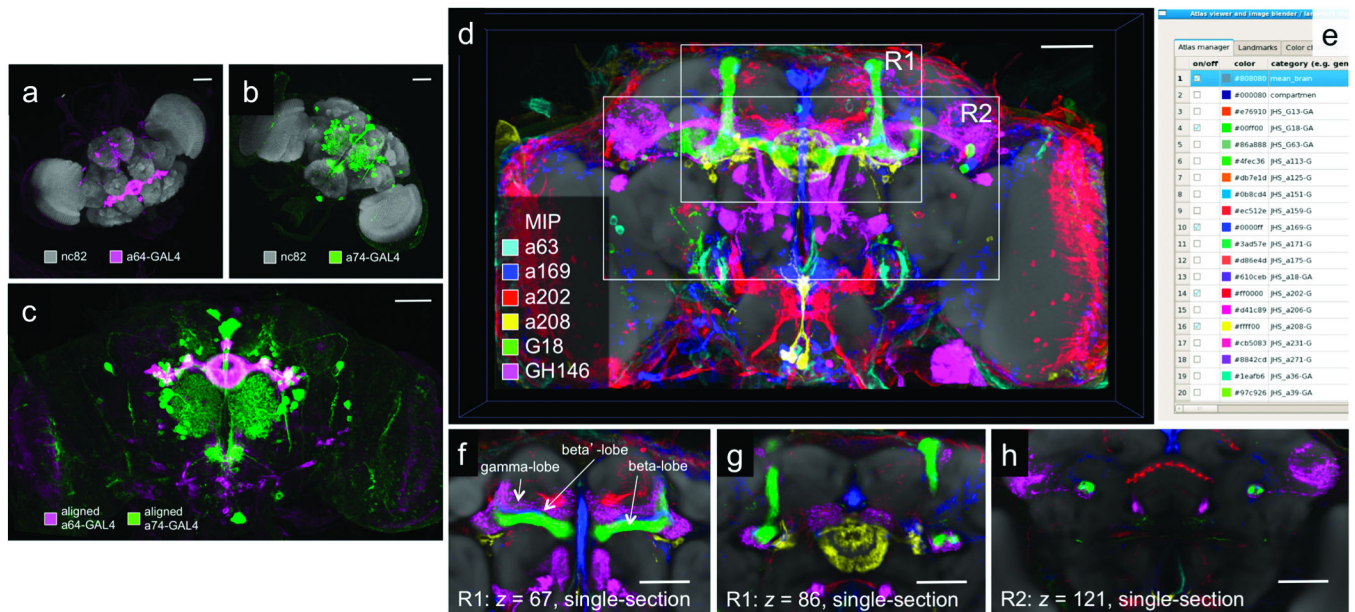 a
nc82 a64-GAL4
b
nc82 a74-GAL4
c
aligned
a64-GAL4
aligned
a74-GAL4
d
R1
R2
MIP
a63
a169
a202
a208
G18
GH146
e
Atlas viewer and image blender / lan
Atlas manager Landmarks Color c
on/off color category (e.g. gen
1 #808080 mean_brain
2 #000080 compartmen
3 #e76910 JHS_G13-GA
4 #00ff00 JHS_G18-GA
5 #86a888 JHS_G63-GA
6 #4fec36 JHS_a113-G
7 #db7e1d JHS_a125-G
8 #0b8cd4 JHS_a151-G
9 #ec512e JHS_a159-G
10 #0000ff JHS_a169-G
11 #3ad57e JHS_a171-G
12 #d86e4d JHS_a175-G
13 #610ceb JHS_a18-GA
14 #ff0000 JHS_a202-G
15 #d41c89 JHS_a206-G
16 #ffff00 JHS_a208-G
17 #cb5083 JHS_a231-G
18 #8842cd JHS_a271-G
19 #1eafb6 JHS_a36-GA
20 #97c926 JHS_a39-GA
f
beta'-lobe
gamma-lobe
beta-lobe
R1: z = 67, single-section
g
R1: z = 86, single-section
h
R2: z = 121, single-section